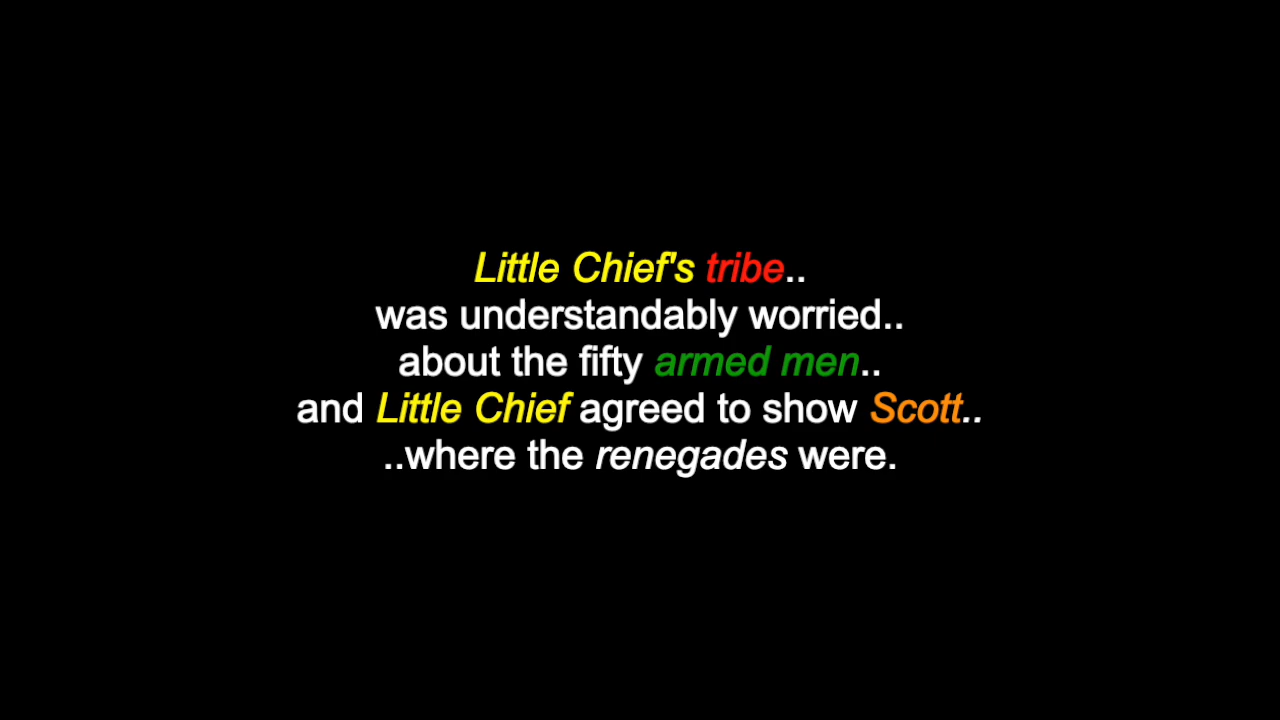 Little Chief's tribe..
was understandably worried..
about the fifty armed men..
and Little Chief agreed to show Scott..
..where the renegades were.